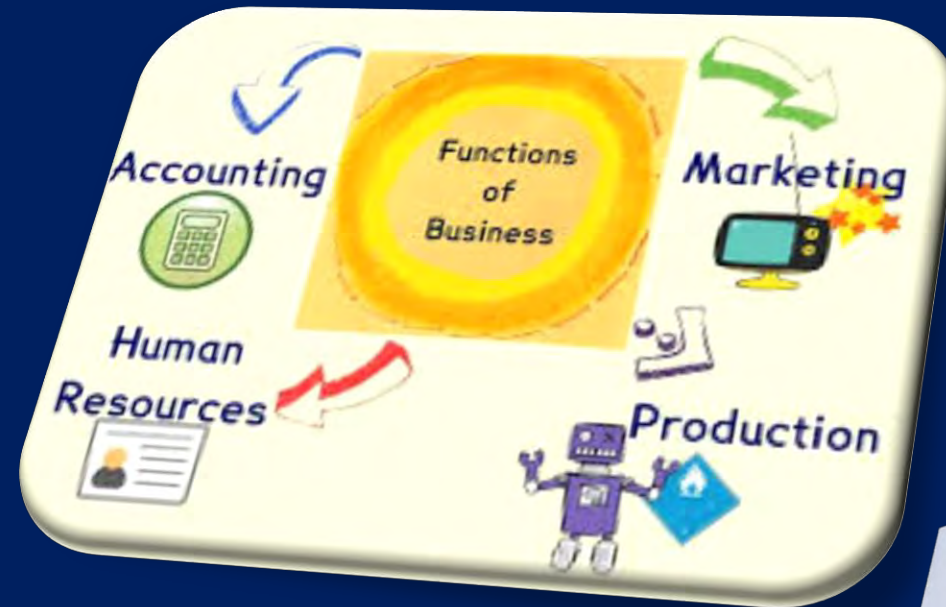 Functions
of
Business
Accounting
Marketing
Human
Resources
Production